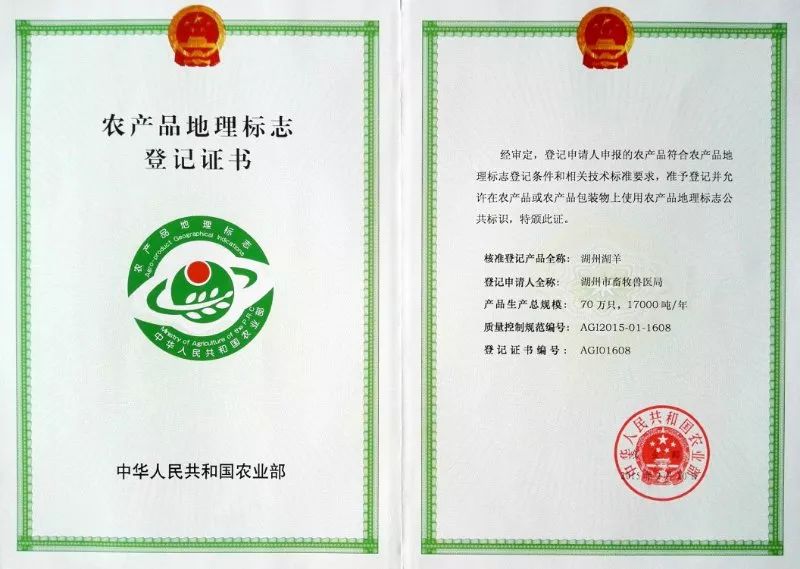 农产品地理标志
登记证书
农产品地理标志
Agro-product Geographical Indications
Ministry of Agriculture of the P.R.C
中华人民共和国农业部
中华人民共和国农业部
经审定，登记申请人申报的农产品符合农产品地
理标志登记条件和相关技术标准要求，准予登记并允
许在农产品或农产品包装物上使用农产品地理标志公
共标识，特颁此证。
核准登记产品全称： 湖州湖羊
登记申请人全称： 湖州市畜牧兽医局
产品生产总规模： 70 万只，17000 吨/年
质量控制规范编号： AGI2015-01-1608
登记证书编号： AGI01608
中华人民共和国农业部